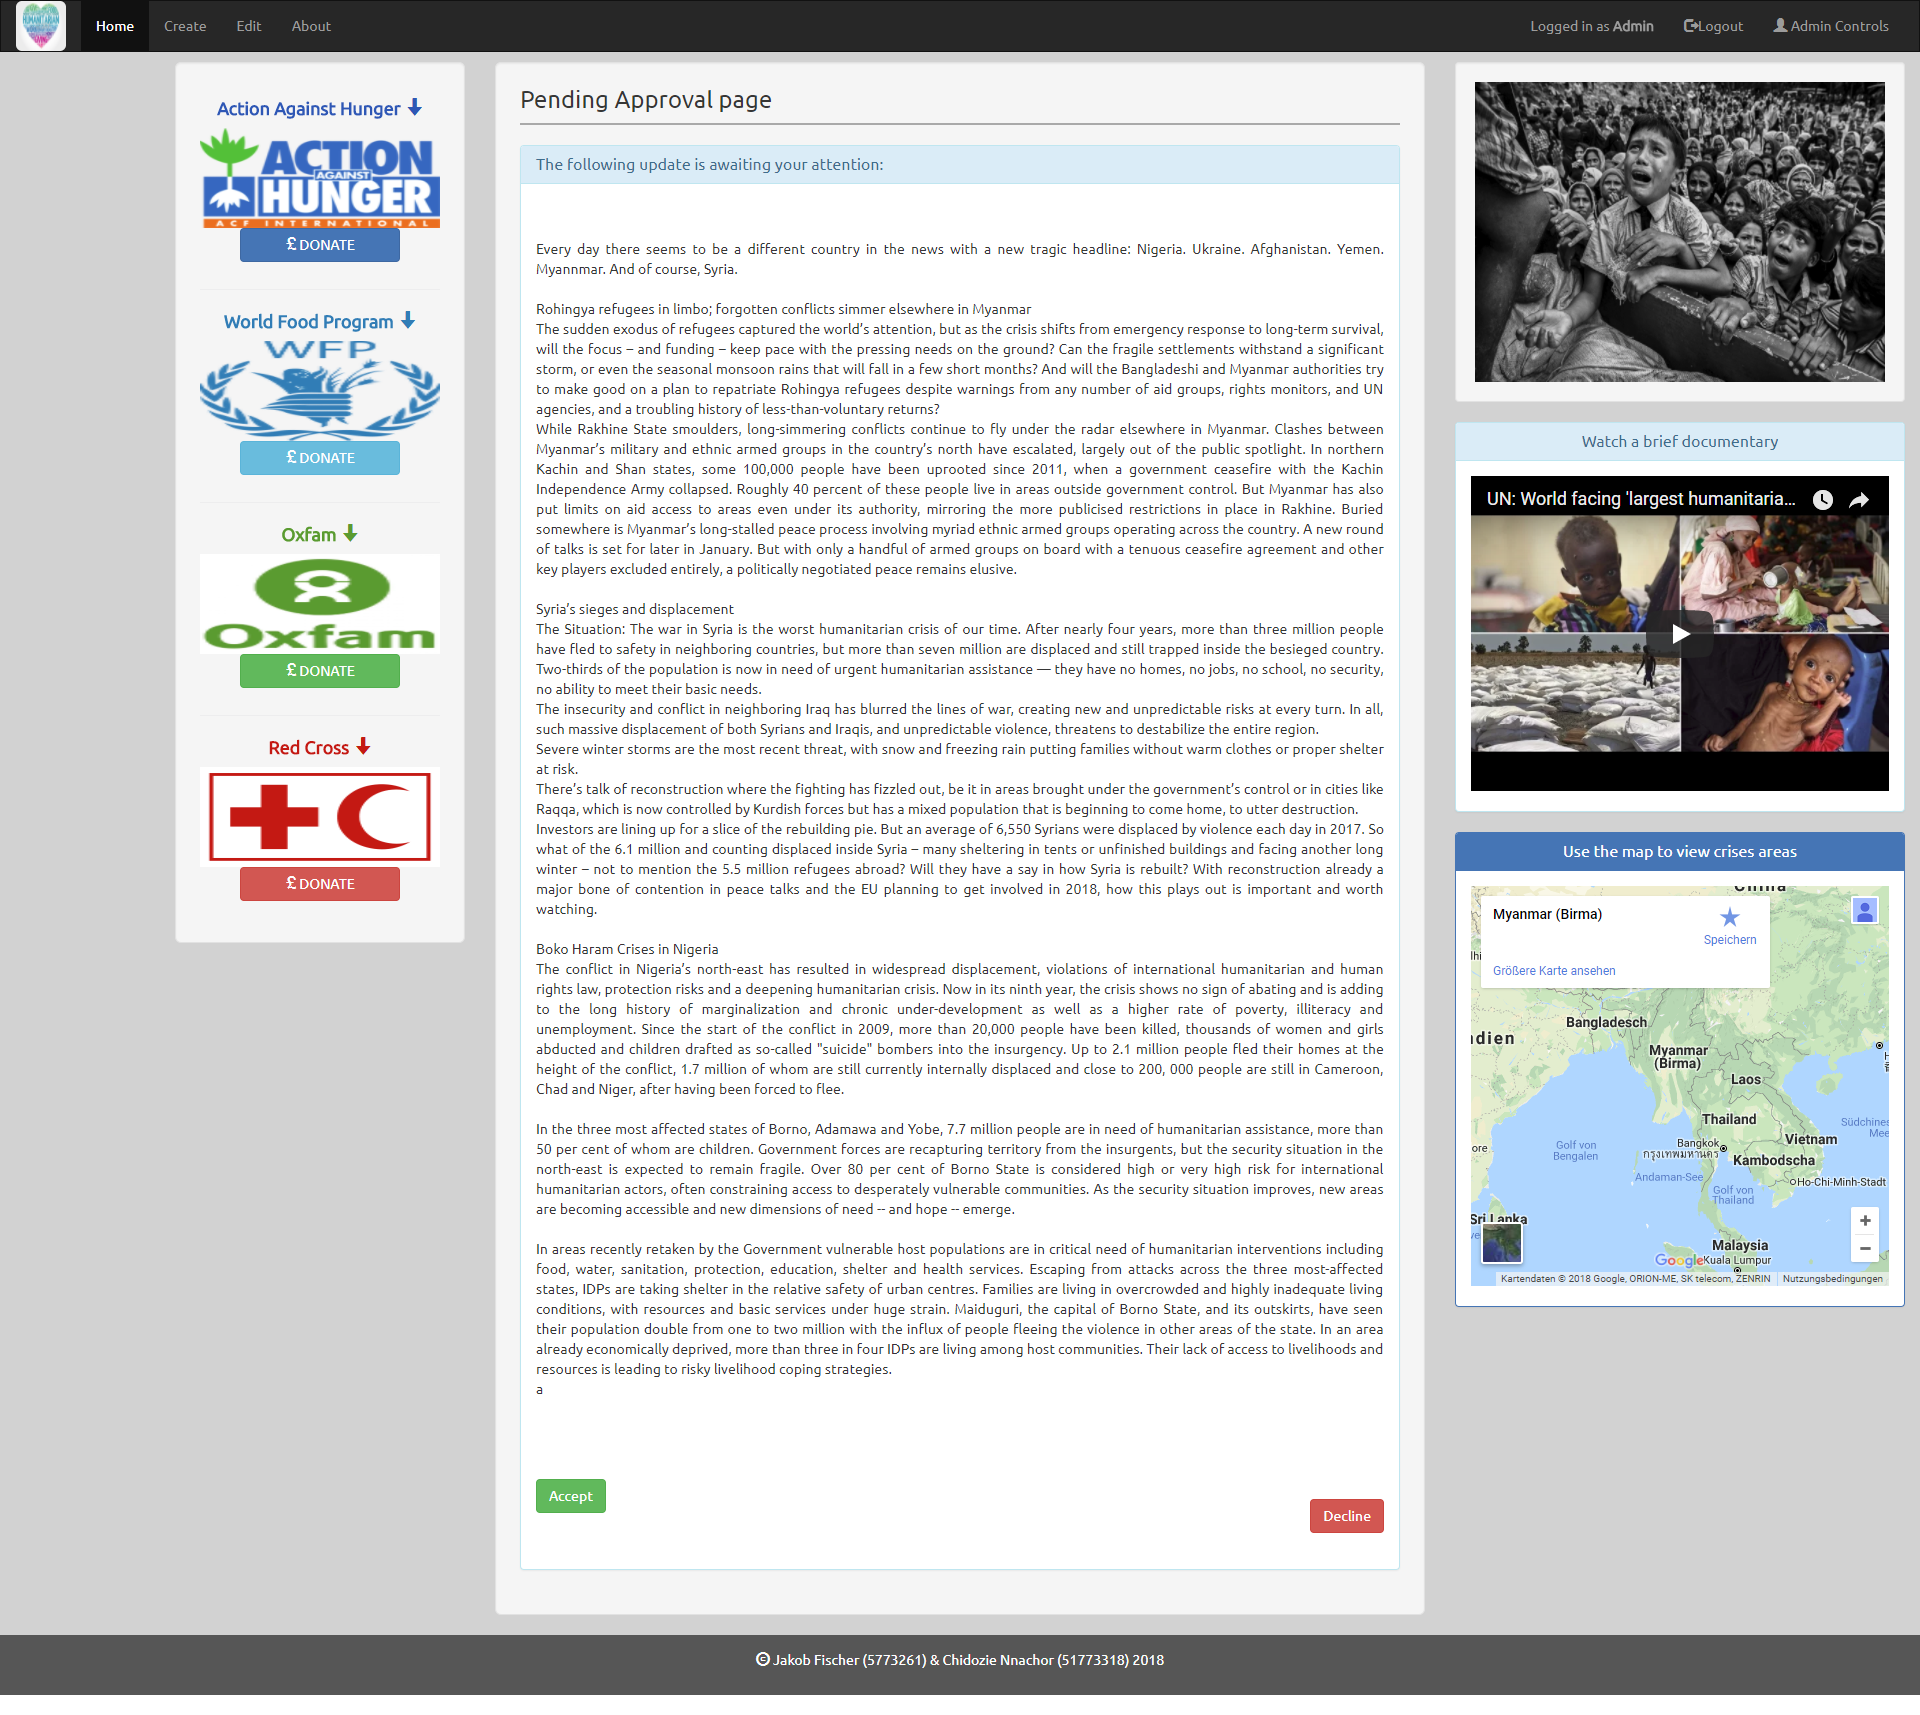 Home Create Edit About Logged in as Admin Logout Admin Controls
Action Against Hunger
ACTION
AGAINST
HUNGER
ACF INTERNATIONAL
£ DONATE
World Food Program
WFP
£ DONATE
Oxfam
Oxfam
£ DONATE
Red Cross
£ DONATE
Pending Approval page
The following update is awaiting your attention:
Every day there seems to be a different country in the news with a new tragic headline: Nigeria. Ukraine. Afghanistan. Yemen.
Myannmar. And of course, Syria.
Rohingya refugees in limbo; forgotten conflicts simmer elsewhere in Myanmar
The sudden exodus of refugees captured the world's attention, but as the crisis shifts from emergency response to long-term survival,
will the focus – and funding – keep pace with the pressing needs on the ground? Can the fragile settlements withstand a significant
storm, or even the seasonal monsoon rains that will fall in a few short months? And will the Bangladeshi and Myanmar authorities try
to make good on a plan to repatriate Rohingya refugees despite warnings from any number of aid groups, rights monitors, and UN
agencies, and a troubling history of less-than-voluntary returns?
While Rakhine State smoulders, long-simmering conflicts continue to fly under the radar elsewhere in Myanmar. Clashes between
Myanmar's military and ethnic armed groups in the country's north have escalated, largely out of the public spotlight. In northern
Kachin and Shan states, some 100,000 people have been uprooted since 2011, when a government ceasefire with the Kachin
Independence Army collapsed. Roughly 40 percent of these people live in areas outside government control. But Myanmar has also
put limits on aid access to areas even under its authority, mirroring the more publicised restrictions in place in Rakhine. Buried
somewhere is Myanmar's long-stalled peace process involving myriad ethnic armed groups operating across the country. A new round
of talks is set for later in January. But with only a handful of armed groups on board with a tenuous ceasefire agreement and other
key players excluded entirely, a politically negotiated peace remains elusive.
Syria's sieges and displacement
The Situation: The war in Syria is the worst humanitarian crisis of our time. After nearly four years, more than three million people
have fled to safety in neighboring countries, but more than seven million are displaced and still trapped inside the besieged country.
Two-thirds of the population is now in need of urgent humanitarian assistance — they have no homes, no jobs, no school, no security,
no ability to meet their basic needs.
The insecurity and conflict in neighboring Iraq has blurred the lines of war, creating new and unpredictable risks at every turn. In all,
such massive displacement of both Syrians and Iraqis, and unpredictable violence, threatens to destabilize the entire region.
Severe winter storms are the most recent threat, with snow and freezing rain putting families without warm clothes or proper shelter
at risk.
There's talk of reconstruction where the fighting has fizzled out, be it in areas brought under the government's control or in cities like
Raqqa, which is now controlled by Kurdish forces but has a mixed population that is beginning to come home, to utter destruction.
Investors are lining up for a slice of the rebuilding pie. But an average of 6,550 Syrians were displaced by violence each day in 2017. So
what of the 6.1 million and counting displaced inside Syria – many sheltering in tents or unfinished buildings and facing another long
winter – not to mention the 5.5 million refugees abroad? Will they have a say in how Syria is rebuilt? With reconstruction already a
major bone of contention in peace talks and the EU planning to get involved in 2018, how this plays out is important and worth
watching.
Boko Haram Crises in Nigeria
The conflict in Nigeria's north-east has resulted in widespread displacement, violations of international humanitarian and human
rights law, protection risks and a deepening humanitarian crisis. Now in its ninth year, the crisis shows no sign of abating and is adding
to the long history of marginalization and chronic under-development as well as a higher rate of poverty, illiteracy and
unemployment. Since the start of the conflict in 2009, more than 20,000 people have been killed, thousands of women and girls
abducted and children drafted as so-called "suicide" bombers into the insurgency. Up to 2.1 million people fled their homes at the
height of the conflict, 1.7 million of whom are still currently internally displaced and close to 200, 000 people are still in Cameroon,
Chad and Niger, after having been forced to flee.
In the three most affected states of Borno, Adamawa and Yobe, 7.7 million people are in need of humanitarian assistance, more than
50 per cent of whom are children. Government forces are recapturing territory from the insurgents, but the security situation in the
north-east is expected to remain fragile. Over 80 per cent of Borno State is considered high or very high risk for international
humanitarian actors, often constraining access to desperately vulnerable communities. As the security situation improves, new areas
are becoming accessible and new dimensions of need -- and hope -- emerge.
In areas recently retaken by the Government vulnerable host populations are in critical need of humanitarian interventions including
food, water, sanitation, protection, education, shelter and health services. Escaping from attacks across the three most-affected
states, IDPs are taking shelter in the relative safety of urban centres. Families are living in overcrowded and highly inadequate living
conditions, with resources and basic services under huge strain. Maiduguri, the capital of Borno State, and its outskirts, have seen
their population double from one to two million with the influx of people fleeing the violence in other areas of the state. In an area
already economically deprived, more than three in four IDPs are living among host communities. Their lack of access to livelihoods and
resources is leading to risky livelihood coping strategies.
a
Accept
Decline
Watch a brief documentary
UN: World facing 'largest humanitaria...
Use the map to view crises areas
China
Myanmar (Birma)
Speichern
Größere Karte ansehen
Bangladesch
dien
Myanmar
(Birma)
Laos
Thailand
Südchines
Mee
Golf von
Bengalen
Vietnam
Bangkok
กรุงเทพมหานคร
Kambodscha
ore
Andaman-See
Golf von
Thailand
Ho-Chi-Minh-Stadt
Sri Lanka
Malaysia
Google
Kuala Lumpur
Kartendaten © 2018 Google, ORION-ME, SK telecom, ZENRIN Nutzungsbedingungen
© Jakob Fischer (5773261) & Chidozie Nnachor (51773318) 2018